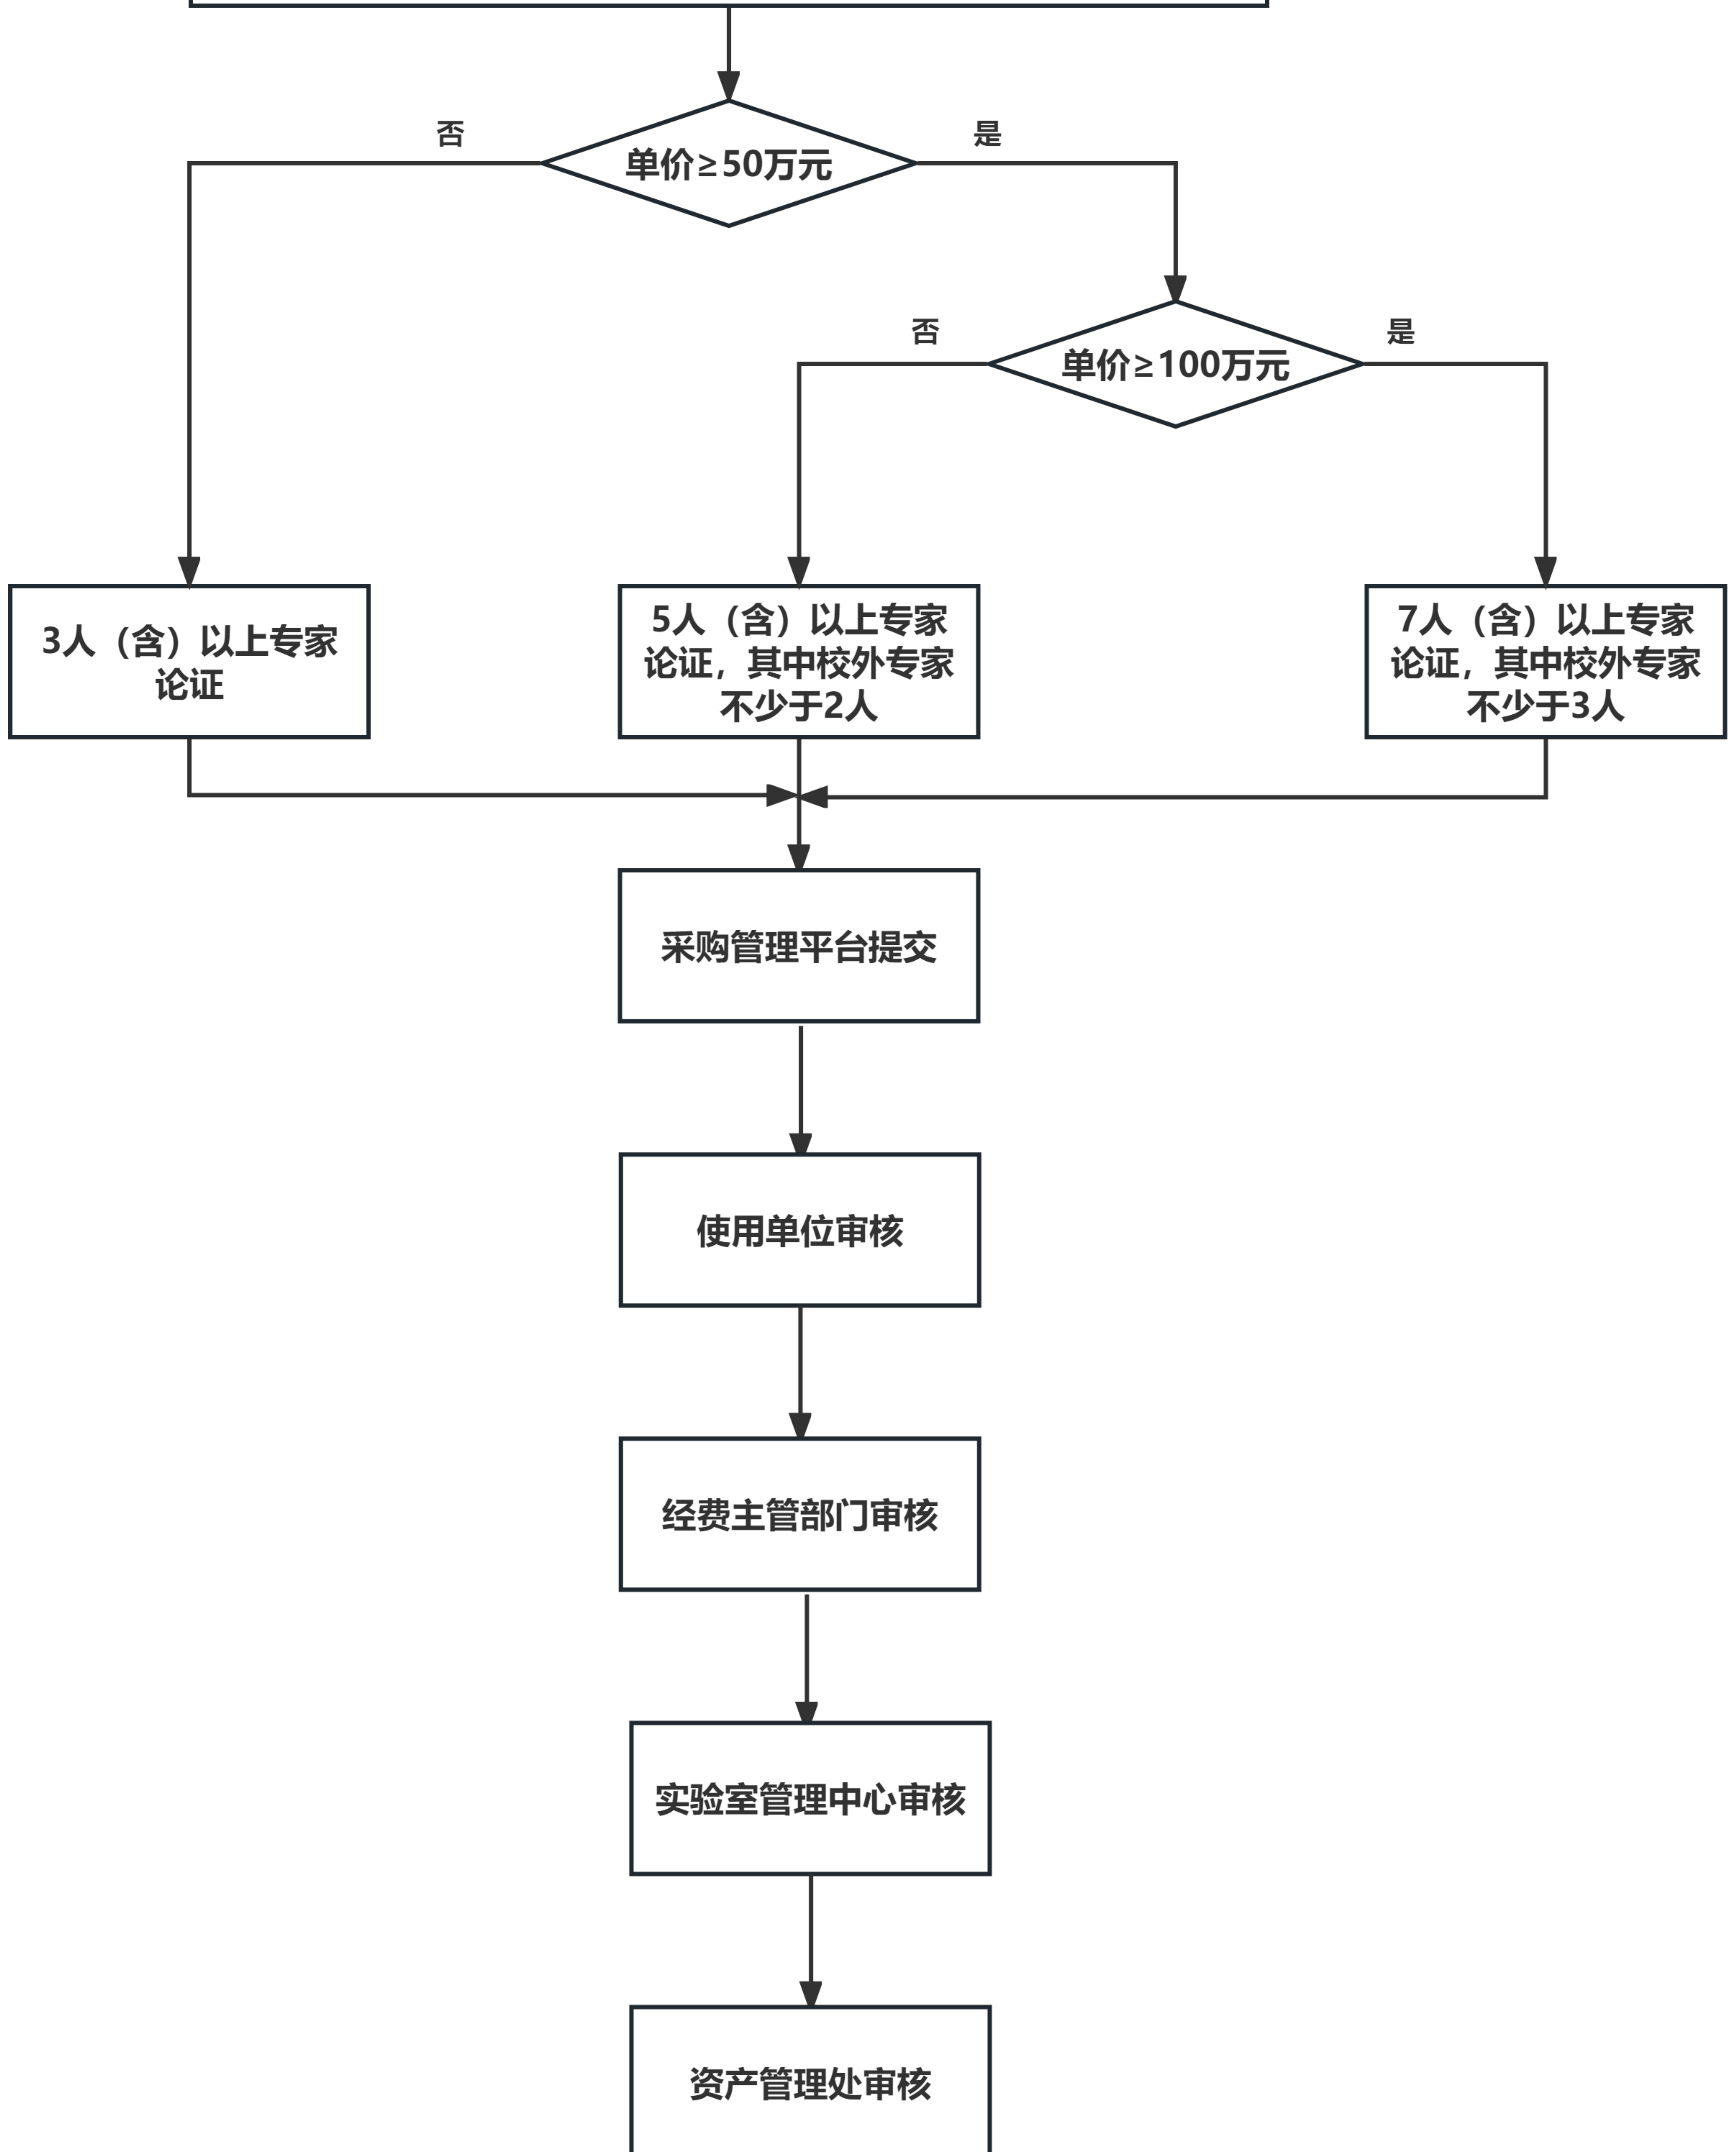 否
是
单价≥50万元
否
是
单价≥100万元
3人（含）以上专家
论证
5人（含）以上专家
论证，其中校外专家
不少于2人
7人（含）以上专家
论证，其中校外专家
不少于3人
采购管理平台提交
使用单位审核
经费主管部门审核
实验室管理中心审核
资产管理处审核